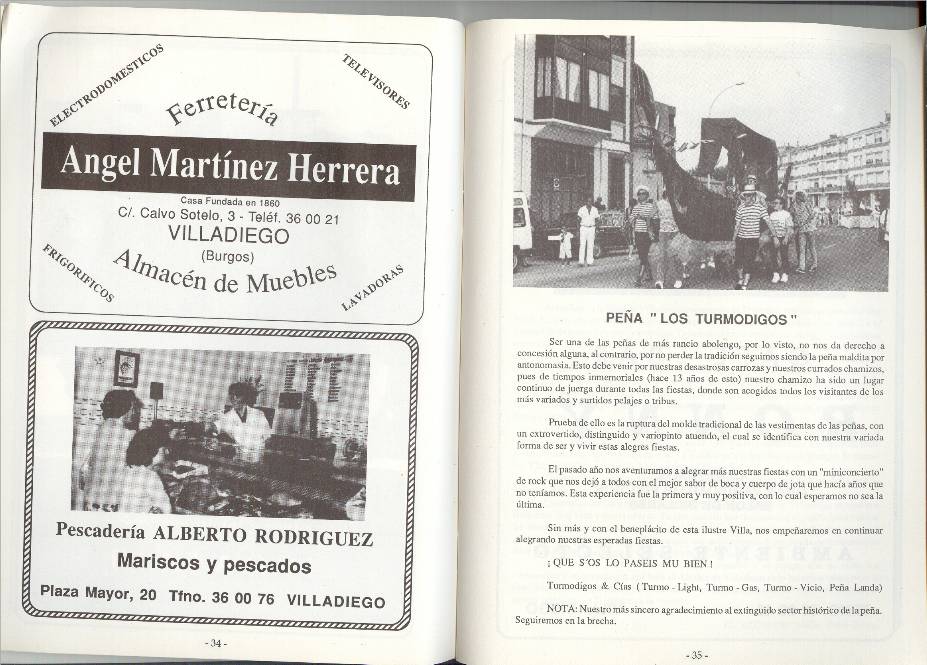 ELECTRODOMESTICOS
TELEVISORES
Ferretería
Angel Martínez Herrera
Casa Fundada en 1860
C/. Calvo Sotelo, 3 - Teléf. 36 00 21
VILLADIEGO
(Burgos)
Almacén de Muebles
FRIGORIFICOS
LAVADORAS
Pescadería ALBERTO RODRIGUEZ
Mariscos y pescados
Plaza Mayor, 20 Tfno. 36 00 76 VILLADIEGO
- 34 -
PEÑA " LOS TURMODIGOS "
Ser una de las peñas de más rancio abolengo, por lo visto, no nos da derecho a
concesión alguna, al contrario, por no perder la tradición seguimos siendo la peña maldita por
antonomasia. Esto debe venir por nuestras desastrosas carrozas y nuestros currados chamizos,
pues de tiempos inmemoriales (hace 13 años de esto) nuestro chamizo ha sido un lugar
continuo de juerga durante todas las fiestas, donde son acogidos todos los visitantes de los
más variados y surtidos pelajes o tribus.
Prueba de ello es la ruptura del molde tradicional de las vestimentas de las peñas, con
un extrovertido, distinguido y variopinto atuendo, el cual se identifica con nuestra variada
forma de ser y vivir estas alegres fiestas.
El pasado año nos aventuramos a alegrar más nuestras fiestas con un "miniconcierto"
de rock que nos dejó a todos con el mejor sabor de boca y cuerpo de jota que hacía años que
no teníamos. Esta experiencia fue la primera y muy positiva, con lo cual esperamos no sea la
última.
Sin más y con el beneplácito de esta ilustre Villa, nos empeñaremos en continuar
alegrando nuestras esperadas fiestas.
¡ QUE S'OS LO PASEIS MU BIEN !
Turmodigos & Cías ( Turmo - Light, Turmo - Gas, Turmo - Vicio, Peña Landa)
NOTA: Nuestro más sincero agradecimiento al extinguido sector histórico de la peña.
Seguiremos en la brecha.
- 35 -